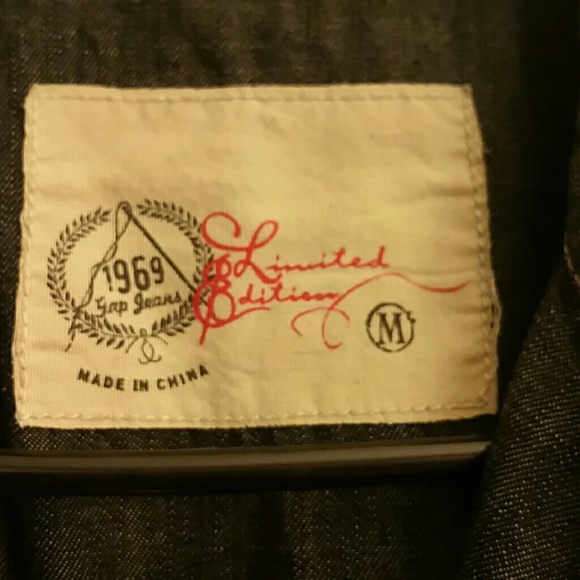 1969
Gap Jeans
MADE IN CHINA
Limited
Edition
M